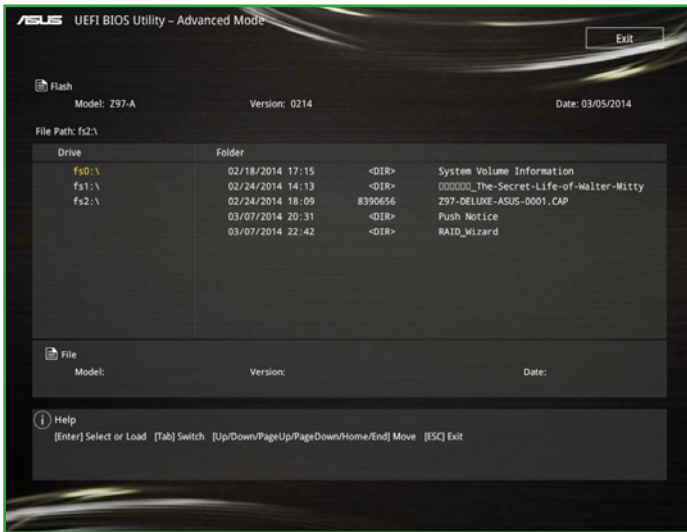 ASUS UEFI BIOS Utility – Advanced Mode
Exit
Flash
Model: Z97-A Version: 0214 Date: 03/05/2014
File Path: fs2:\
Drive Folder
fs0:\ 02/18/2014 17:15 <DIR> System Volume Information
fs1:\ 02/24/2014 14:13 <DIR> _The-Secret-Life-of-Walter-Mitty
fs2:\ 02/24/2014 18:09 8390656 Z97-DELUXE-ASUS-0001.CAP
03/07/2014 20:31 <DIR> Push Notice
03/07/2014 22:42 <DIR> RAID_Wizard
File
Model: Version: Date:
Help
[Enter] Select or Load [Tab] Switch [Up/Down/PageUp/PageDown/Home/End] Move [ESC] Exit